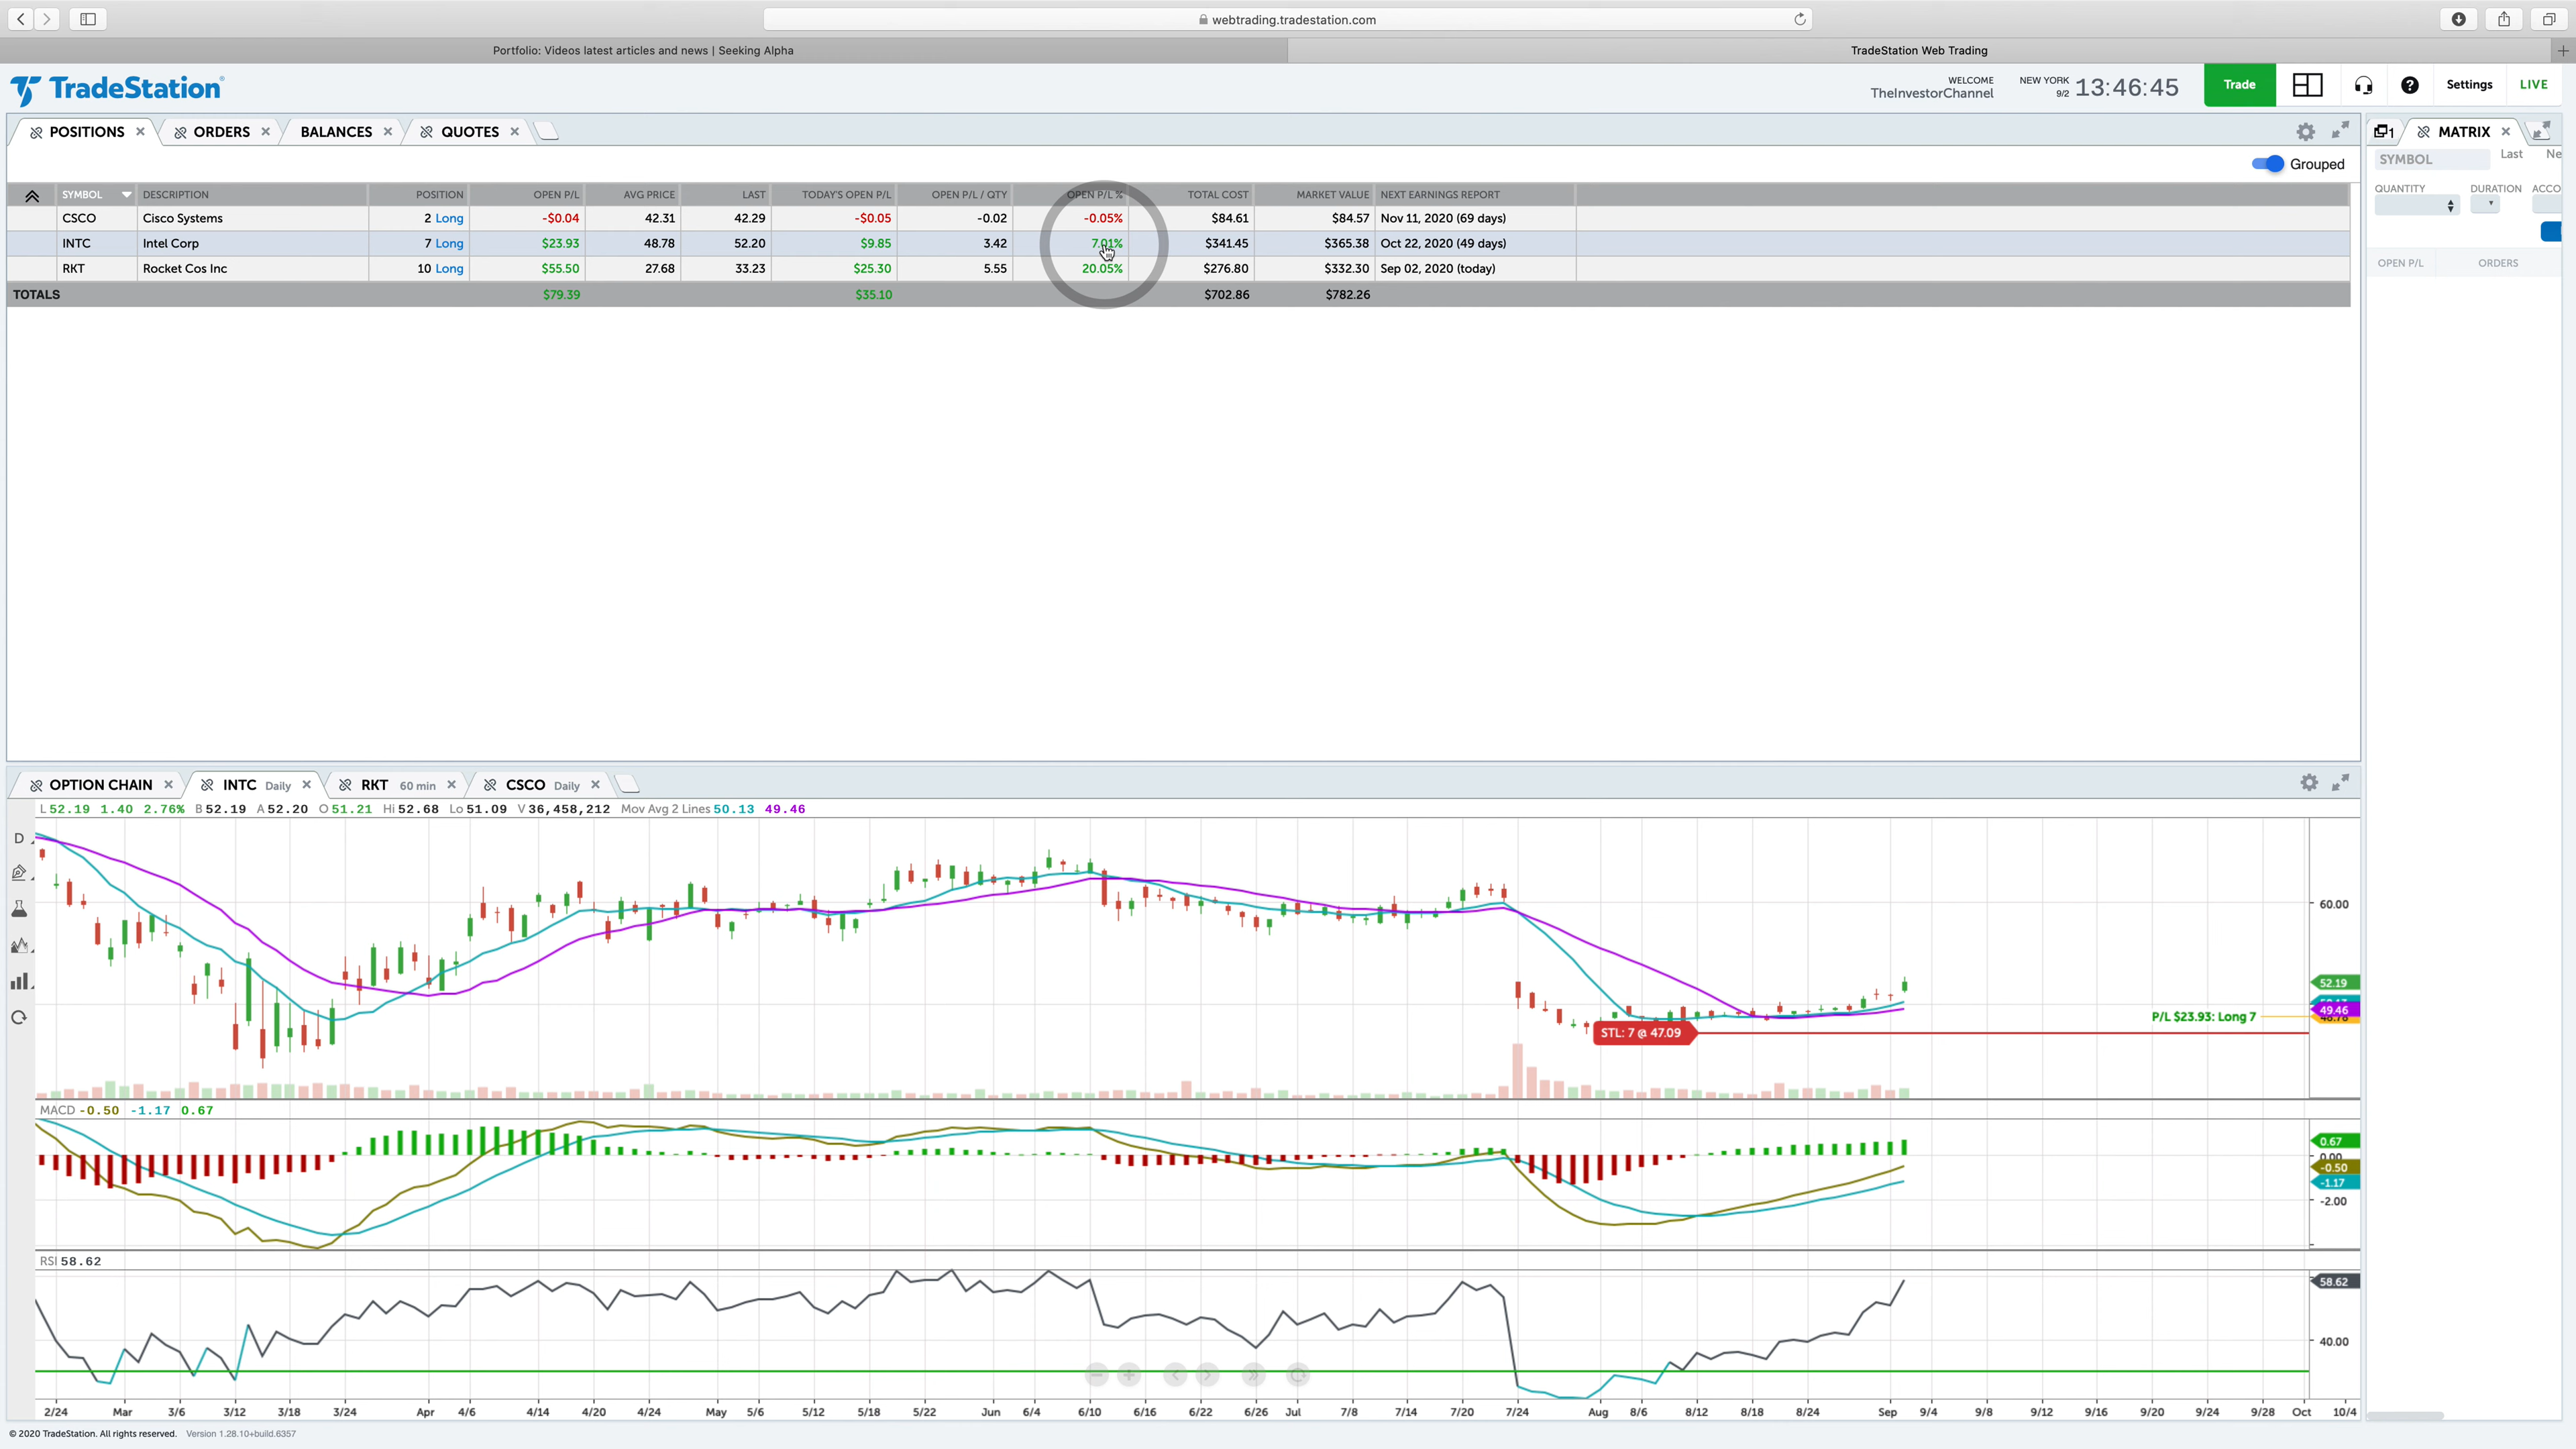 webtrading.tradestation.com
Portfolio: Videos latest articles and news | Seeking Alpha
TradeStation Web Trading
TradeStation
WELCOME
TheInvestorChannel
NEW YORK
9/2
13:46:45
Trade
Settings
LIVE
POSITIONS
ORDERS
BALANCES
QUOTES
1
MATRIX
Grouped
SYMBOL
Last
Ne
QUANTITY
DURATION
ACCO
OPEN P/L
ORDERS
SYMBOL DESCRIPTION POSITION OPEN P/L AVG PRICE LAST TODAY'S OPEN P/L OPEN P/L / QTY OPEN P/L % TOTAL COST MARKET VALUE NEXT EARNINGS REPORT
CSCO Cisco Systems 2 Long -$0.04 42.31 42.29 -$0.05 -0.02 -0.05% $84.61 $84.57 Nov 11, 2020 (69 days)
INTC Intel Corp 7 Long $23.93 48.78 52.20 $9.85 3.42 7.01% $341.45 $365.38 Oct 22, 2020 (49 days)
RKT Rocket Cos Inc 10 Long $55.50 27.68 33.23 $25.30 5.55 20.05% $276.80 $332.30 Sep 02, 2020 (today)
TOTALS $79.39 $35.10 $702.86 $782.26
OPTION CHAIN
INTC Daily
RKT 60 min
CSCO Daily
L 52.19 1.40 2.76% B 52.19 A 52.20 O 51.21 Hi 52.68 Lo 51.09 V 36,458,212 Mov Avg 2 Lines 50.13 49.46
D
60.00
52.19
49.46
P/L $23.93: Long 7
STL: 7 @ 47.09
MACD -0.50 -1.17 0.67
0.67
0.00
-0.50
-1.17
-2.00
RSI 58.62
58.62
40.00
2/24 Mar 3/6 3/12 3/18 3/24 Apr 4/6 4/14 4/20 4/24 May 5/6 5/12 5/18 5/22 Jun 6/4 6/10 6/16 6/22 6/26 Jul 7/8 7/14 7/20 7/24 Aug 8/6 8/12 8/18 8/24 Sep 9/4 9/8 9/12 9/16 9/20 9/24 9/28 Oct 10/4
© 2020 TradeStation. All rights reserved. Version 1.28.10+build.6357